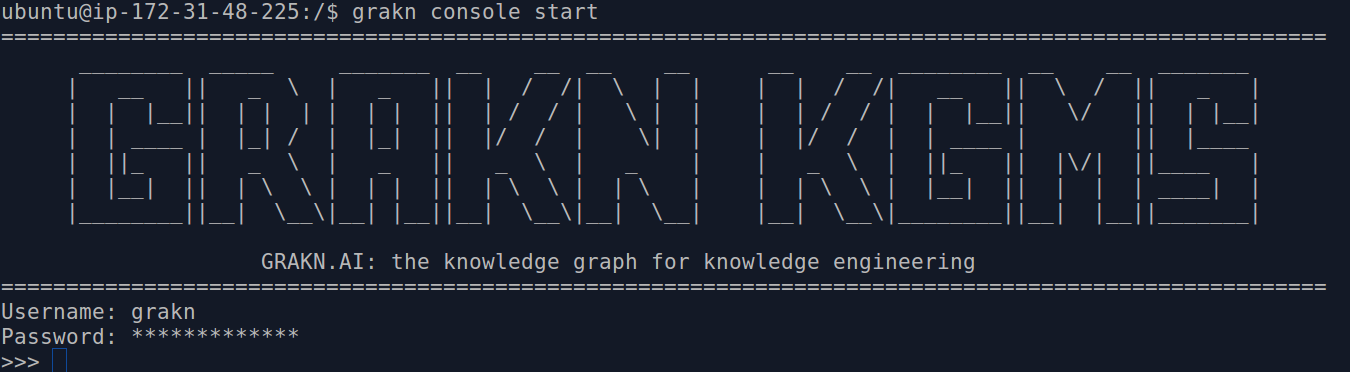 ubuntu@ip-172-31-48-225:/$ grakn console start
======================================================================================================
GRAKN KGMS
GRAKN.AI: the knowledge graph for knowledge engineering
======================================================================================================
Username: grakn
Password: *************
>>>